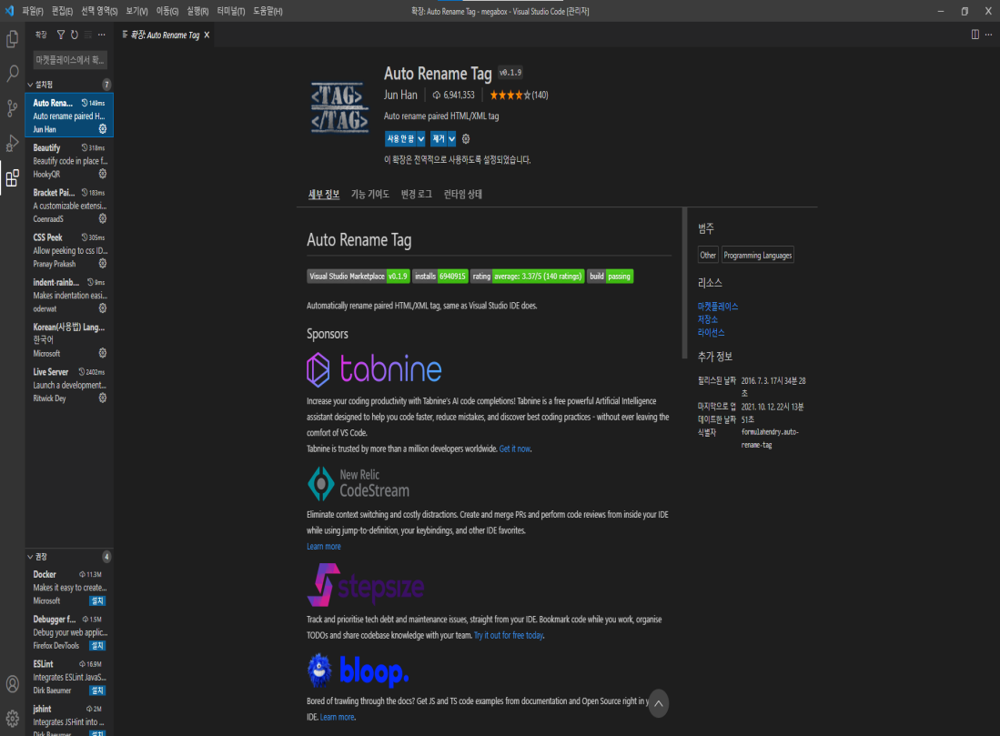 파일(F) 편집(E) 선택 영역(S) 보기(V) 이동(G) 실행(R) 터미널(T) 도움말(H)
확장: Auto Rename Tag - megabox - Visual Studio Code [관리자]
확장
마켓플레이스에서 확...
설치됨 7
Auto Rena... 149ms
Auto rename paired H...
Jun Han
Beautify 318ms
Beautify code in place f...
HookyQR
Bracket Pai... 183ms
A customizable extensi...
CoenraadS
CSS Peek 305ms
Allow peeking to css ID...
Pranay Prakash
indent-rainb... 9ms
Makes indentation easi...
oderwat
Korean(사용법) Lang...
한국어
Microsoft
Live Server 2402ms
Launch a development...
Ritwick Dey
권장 4
Docker 11.3M
Makes it easy to create...
Microsoft 설치
Debugger f... 1.5M
Debug your web applic...
Firefox DevTools 설치
ESLint 16.9M
Integrates ESLint JavaS...
Dirk Baeumer 설치
jshint 2M
Integrates JSHint into ...
Dirk Baeumer 설치
확장: Auto Rename Tag
<TAG>
</TAG>
Auto Rename Tag v0.1.9
Jun Han 6,941,353 (140)
Auto rename paired HTML/XML tag
사용 안 함 제거
이 확장은 전역적으로 사용하도록 설정되었습니다.
세부 정보 기능 기여도 변경 로그 런타임 상태
Auto Rename Tag
Visual Studio Marketplace v0.1.9 installs 6940915 rating average: 3.37/5 (140 ratings) build passing
Automatically rename paired HTML/XML tag, same as Visual Studio IDE does.
Sponsors
tabnine
Increase your coding productivity with Tabnine's AI code completions! Tabnine is a free powerful Artificial Intelligence
assistant designed to help you code faster, reduce mistakes, and discover best coding practices - without ever leaving the
comfort of VS Code.
Tabnine is trusted by more than a million developers worldwide. Get it now.
New Relic
CodeStream
Eliminate context switching and costly distractions. Create and merge PRs and perform code reviews from inside your IDE
while using jump-to-definition, your keybindings, and other IDE favorites.
Learn more
stepsize
Track and prioritise tech debt and maintenance issues, straight from your IDE. Bookmark code while you work, organise
TODOs and share codebase knowledge with your team. Try it out for free today.
bloop.
Bored of trawling through the docs? Get JS and TS code examples from documentation and Open Source right in
IDE. Learn more.
범주
Other Programming Languages
리소스
마켓플레이스
저장소
라이선스
추가 정보
릴리스된 날짜 2016. 7. 3. 17시 34분 28
초
마지막으로 업 2021. 10. 12. 22시 13분
데이트한 날짜 51초
식별자 formulahendry.auto-
rename-tag